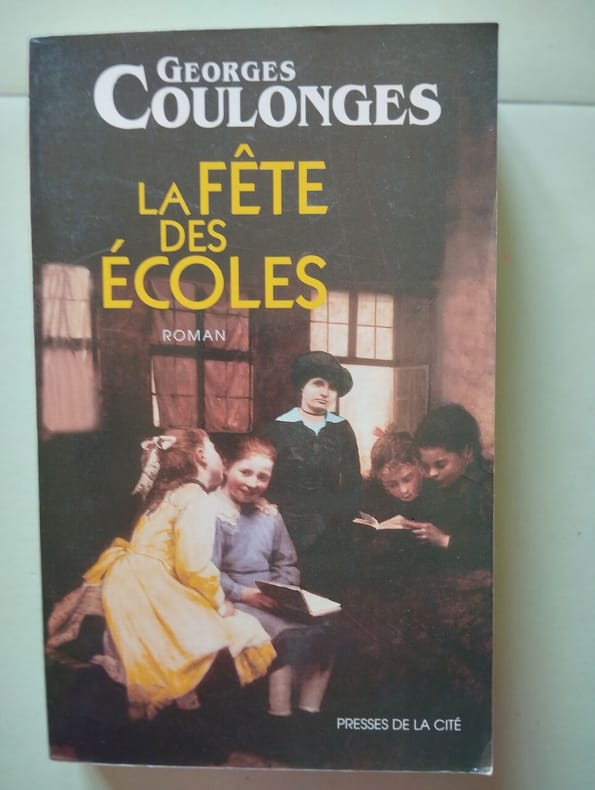 GEORGES
COULONGES
LA FÊTE
DES
ÉCOLES
ROMAN
PRESSES DE LA CITÉ